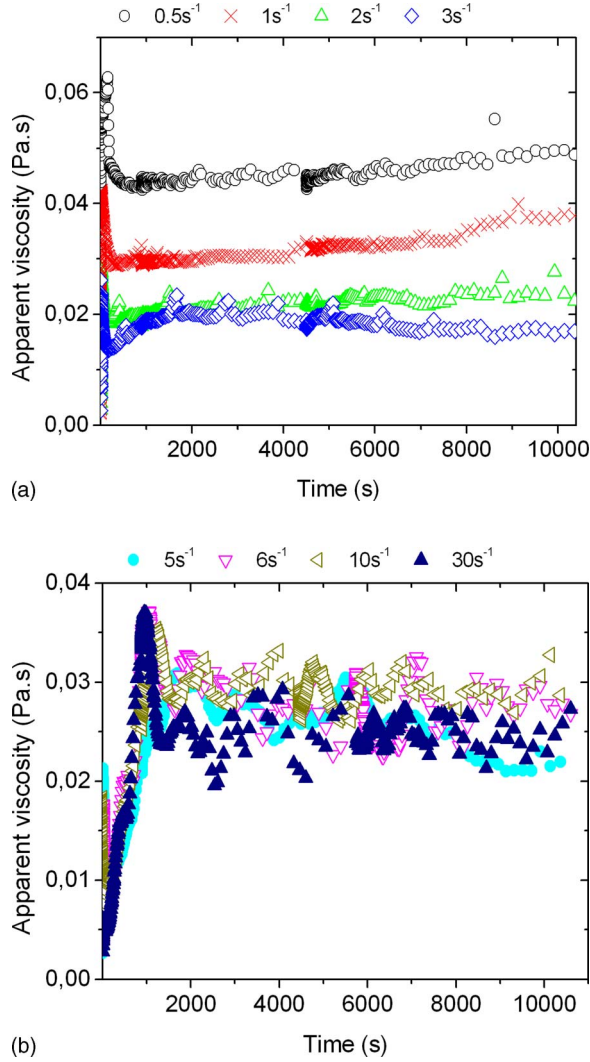 0.5s⁻¹ 1s⁻¹ 2s⁻¹ 3s⁻¹
Apparent viscosity (Pa.s)
0,06
0,04
0,02
0,00
2000 4000 6000 8000 10000
Time (s)
(a)
5s⁻¹ 6s⁻¹ 10s⁻¹ 30s⁻¹
Apparent viscosity (Pa.s)
0,04
0,03
0,02
0,01
0,00
2000 4000 6000 8000 10000
Time (s)
(b)